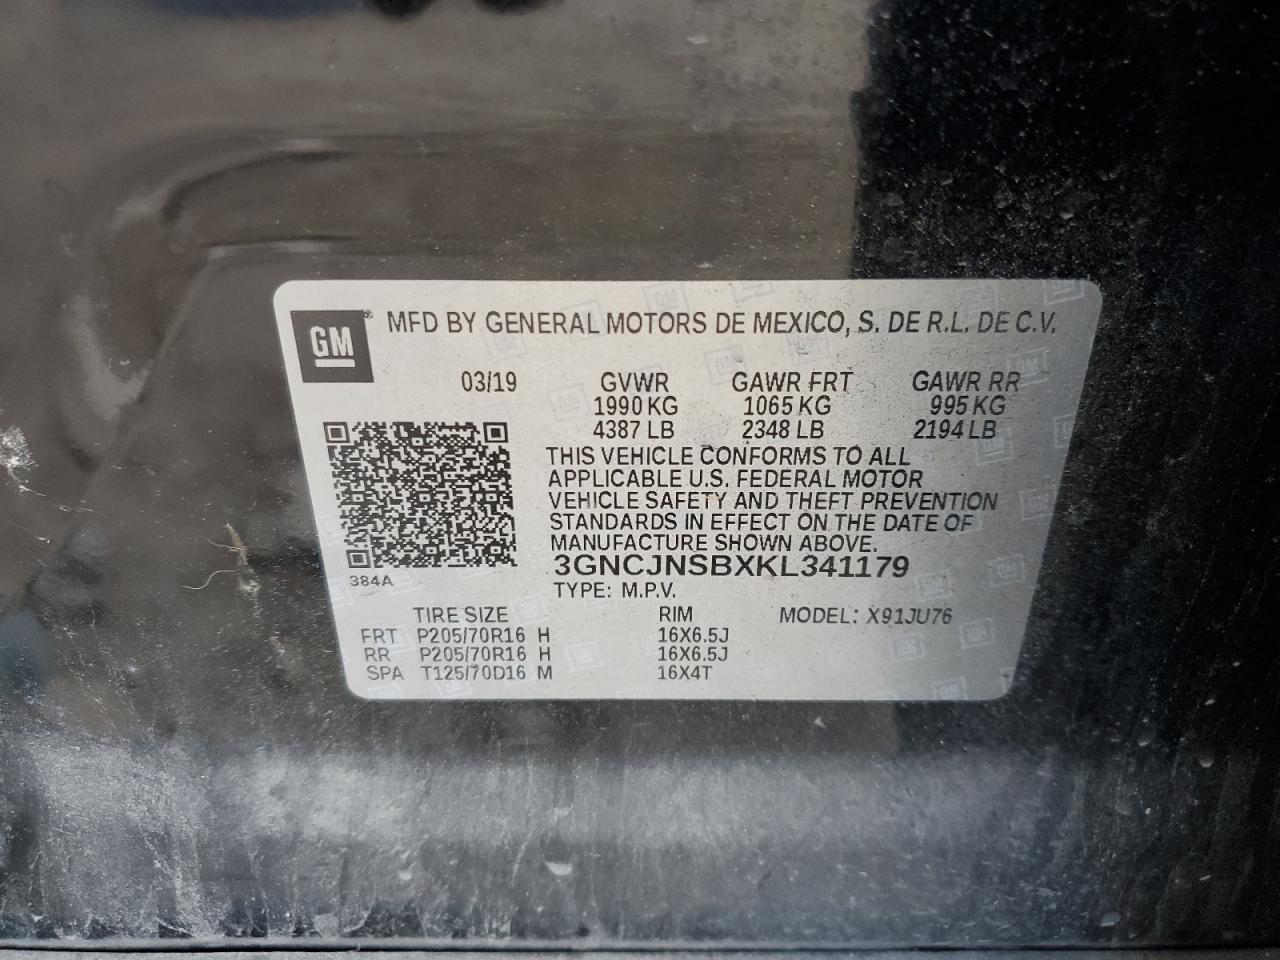 GM® MFD BY GENERAL MOTORS DE MEXICO, S. DE R.L. DE C.V.
03/19 GVWR GAWR FRT GAWR RR
1990 KG 1065 KG 995 KG
4387 LB 2348 LB 2194 LB
THIS VEHICLE CONFORMS TO ALL
APPLICABLE U.S. FEDERAL MOTOR
VEHICLE SAFETY AND THEFT PREVENTION
STANDARDS IN EFFECT ON THE DATE OF
MANUFACTURE SHOWN ABOVE.
3GNCJNSBXKL341179
384A
TYPE: M.P.V.
TIRE SIZE RIM MODEL: X91JU76
FRT P205/70R16 H 16X6.5J
RR P205/70R16 H 16X6.5J
SPA T125/70D16 M 16X4T